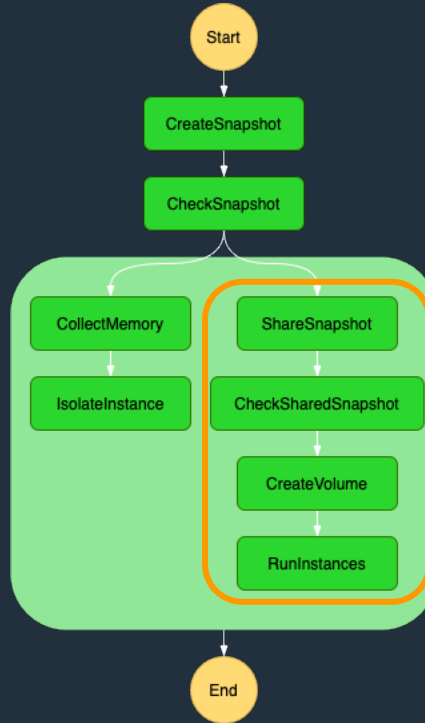 Start
CreateSnapshot
CheckSnapshot
CollectMemory
IsolateInstance
ShareSnapshot
CheckSharedSnapshot
CreateVolume
RunInstances
End